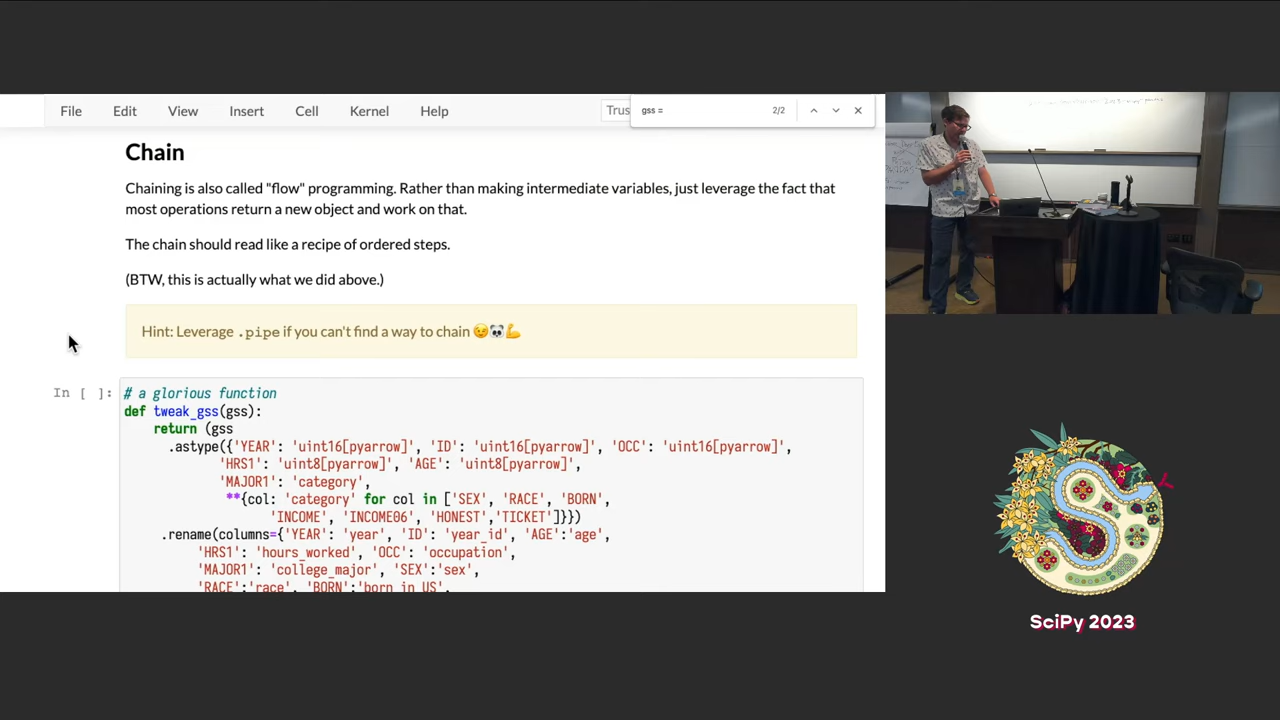 File Edit View Insert Cell Kernel Help Trus gss = 2/2
Chain
Chaining is also called "flow" programming. Rather than making intermediate variables, just leverage the fact that
most operations return a new object and work on that.
The chain should read like a recipe of ordered steps.
(BTW, this is actually what we did above.)
Hint: Leverage .pipe if you can't find a way to chain 😉🐼💪
In [ ]:
# a glorious function
def tweak_gss(gss):
    return (gss
      .astype({'YEAR': 'uint16[pyarrow]', 'ID': 'uint16[pyarrow]', 'OCC': 'uint16[pyarrow]',
              'HRS1': 'uint8[pyarrow]', 'AGE': 'uint8[pyarrow]',
              'MAJOR1': 'category',
               **{col: 'category' for col in ['SEX', 'RACE', 'BORN',
                     'INCOME', 'INCOME06', 'HONEST','TICKET']}})
     .rename(columns={'YEAR': 'year', 'ID': 'year_id', 'AGE':'age',
          'HRS1': 'hours_worked', 'OCC': 'occupation',
          'MAJOR1': 'college_major', 'SEX':'sex',
          'RACE':'race', 'BORN':'born_in_US',
SciPy 2023